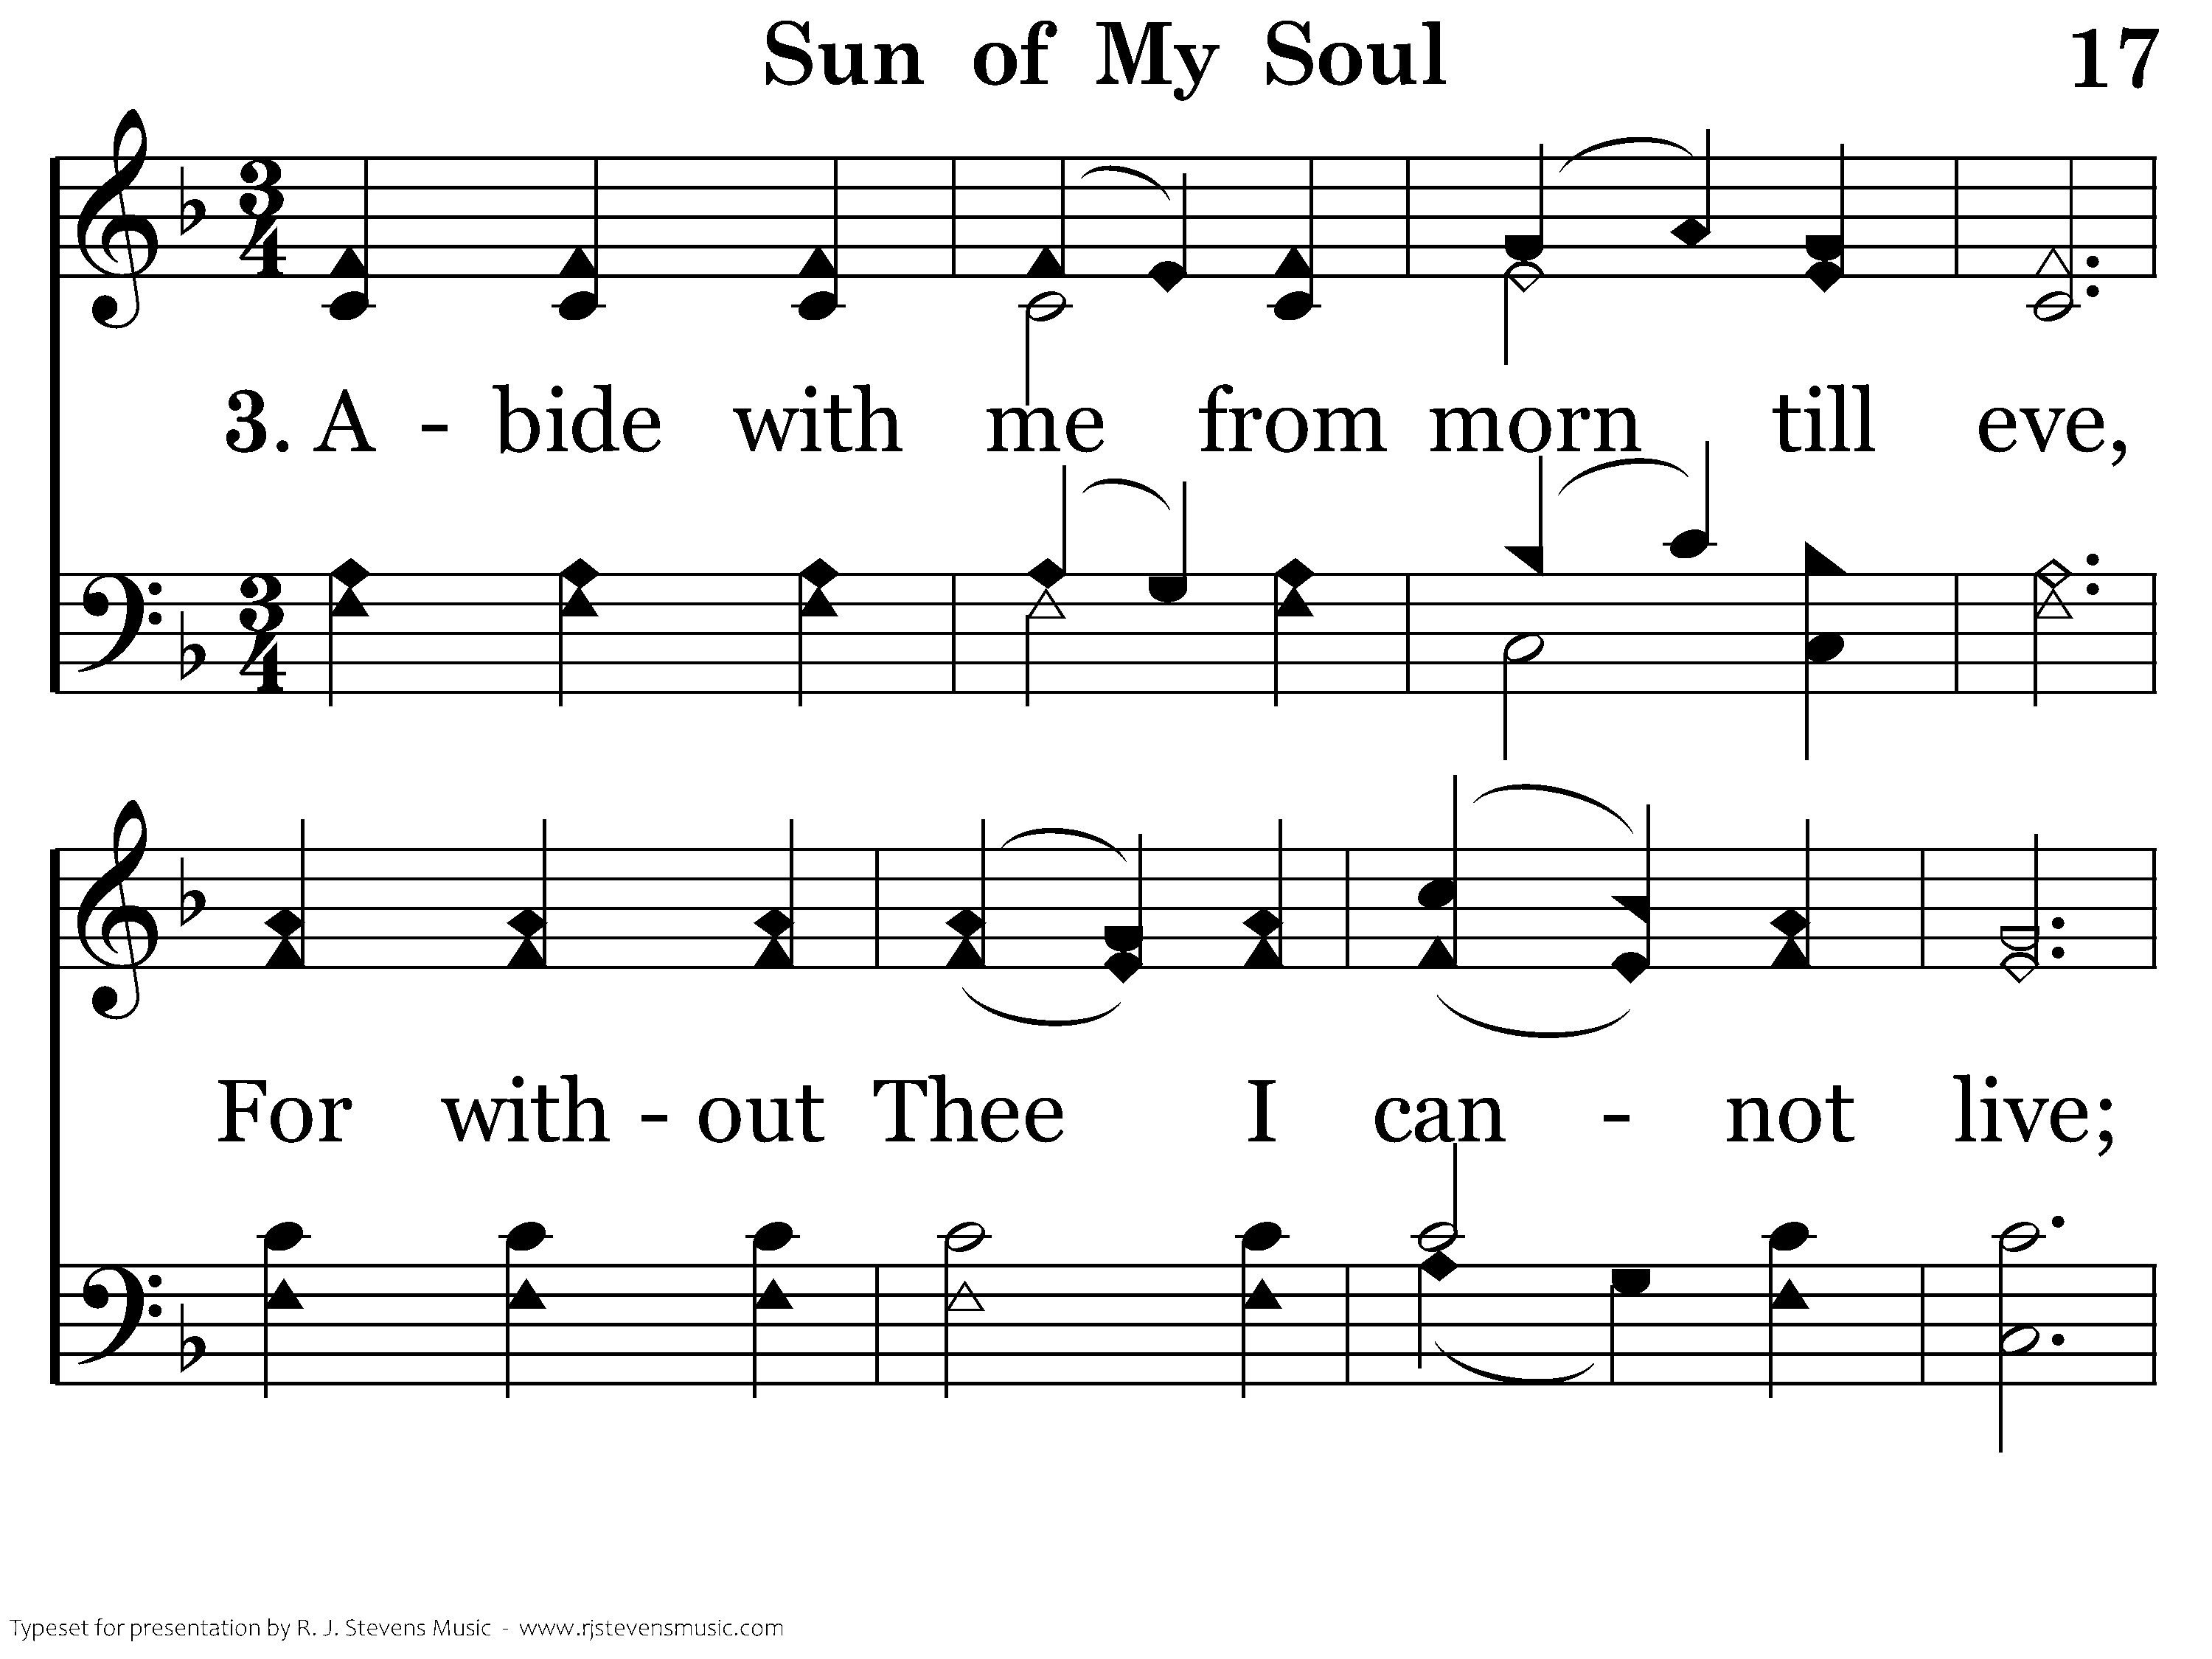 Sun of My Soul 17
3. A - bide with me from morn till eve,
For with - out Thee I can - not live;
Typeset for presentation by R. J. Stevens Music - www.rjstevensmusic.com